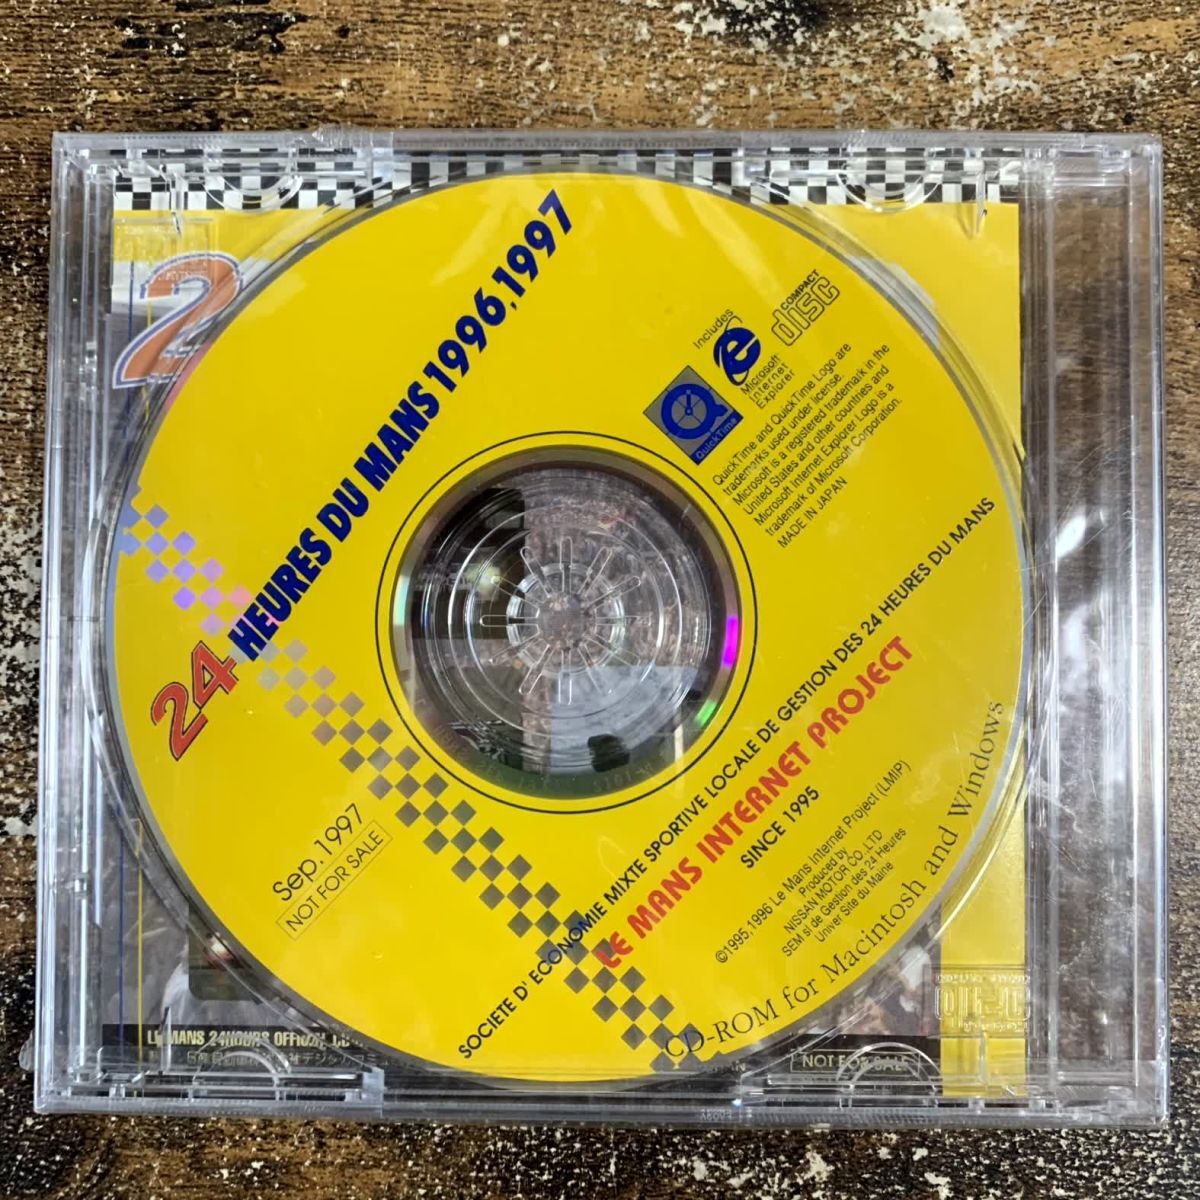 24 HEURES DU MANS 1996,1997
Includes
Microsoft
Internet
Explorer
COMPACT
disc
QuickTime
QuickTime and QuickTime Logo are
trademarks used under license.
Microsoft is a registered trademark in the
United States and other countries and
Microsoft Internet Explorer Logo is a
trademark of Microsoft Corporation.
MADE IN JAPAN
Sep.1997
NOT FOR SALE
SOCIETE D' ECONOMIE MIXTE SPORTIVE LOCALE DE GESTION DES 24 HEURES DU MANS
LE MANS INTERNET PROJECT
SINCE 1995
©1995,1996 Le Mans Internet Project (LMIP)
Produced by
NISSAN MOTOR CO.,LTD
SEM sl de Gestion des 24 Heures
Univer Site du Maine
CD-ROM for Macintosh and Windows
2
LE MANS 24HOURS OFFICIAL CD
NOT FOR SALE